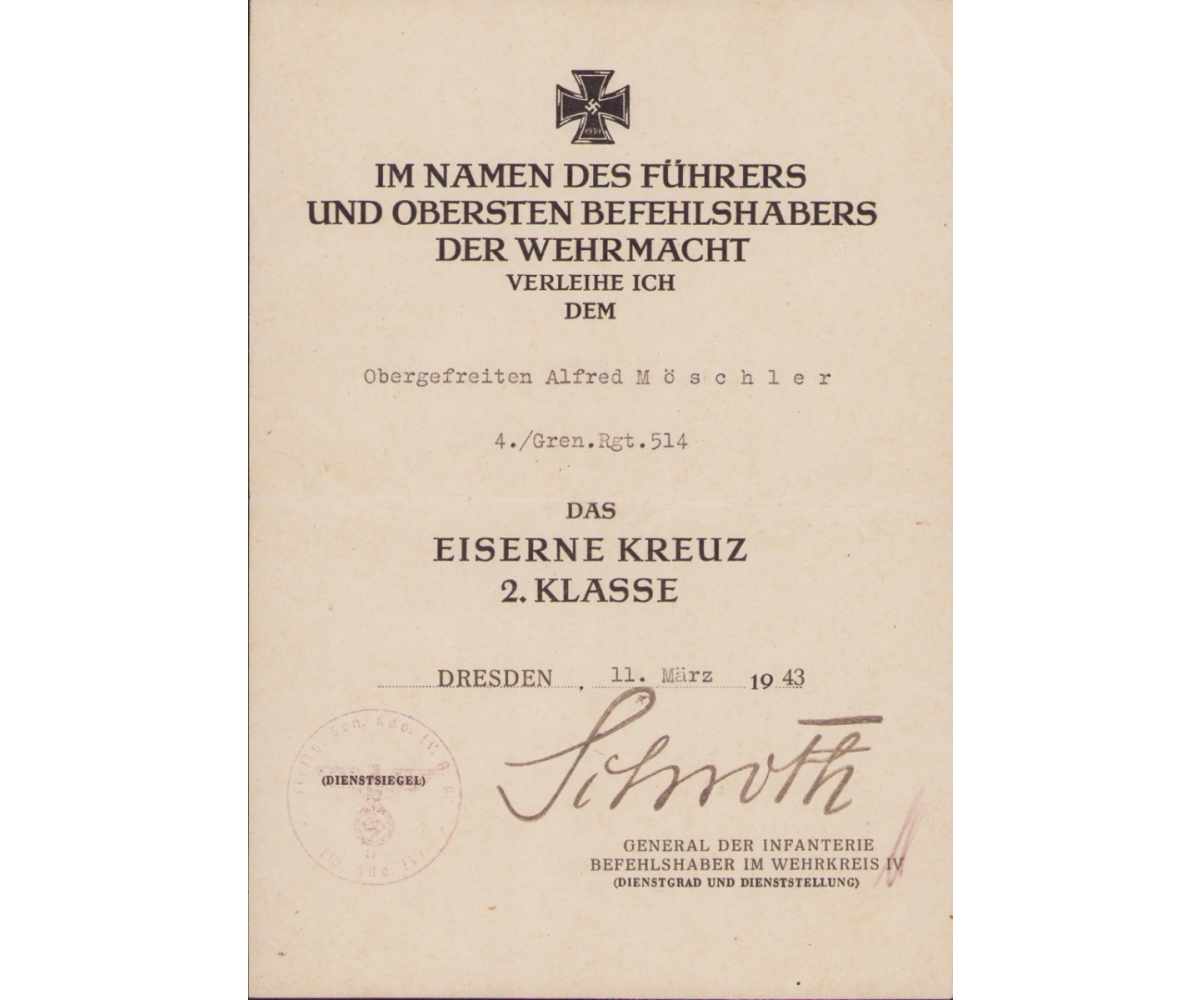 1939
IM NAMEN DES FÜHRERS
UND OBERSTEN BEFEHLSHABERS
DER WEHRMACHT
VERLEIHE ICH
DEM
Obergefreiten Alfred M ö s c h l e r
4./Gren.Rgt.514
DAS
EISERNE KREUZ
2. KLASSE
DRESDEN, 11. März 1943
(DIENSTSIEGEL)
Schroth
GENERAL DER INFANTERIE
BEFEHLSHABER IM WEHRKREIS IV
(DIENSTGRAD UND DIENSTSTELLUNG)